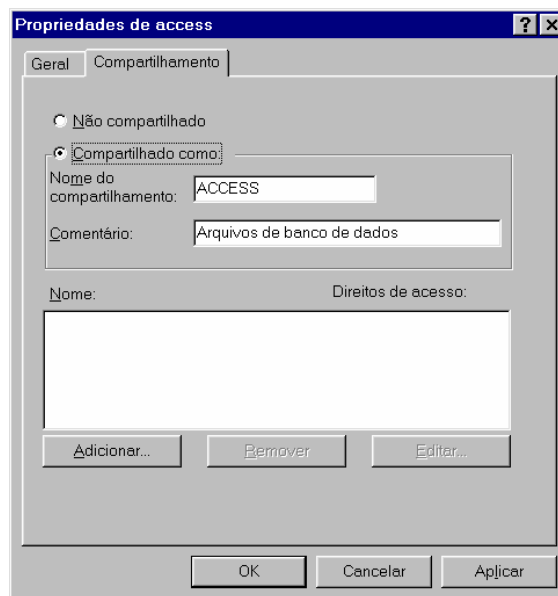 Propriedades de access
Geral Compartilhamento
Não compartilhado
Compartilhado como:
Nome do
compartilhamento: ACCESS
Comentário: Arquivos de banco de dados
Nome: Direitos de acesso:
Adicionar... Remover Editar...
OK Cancelar Aplicar